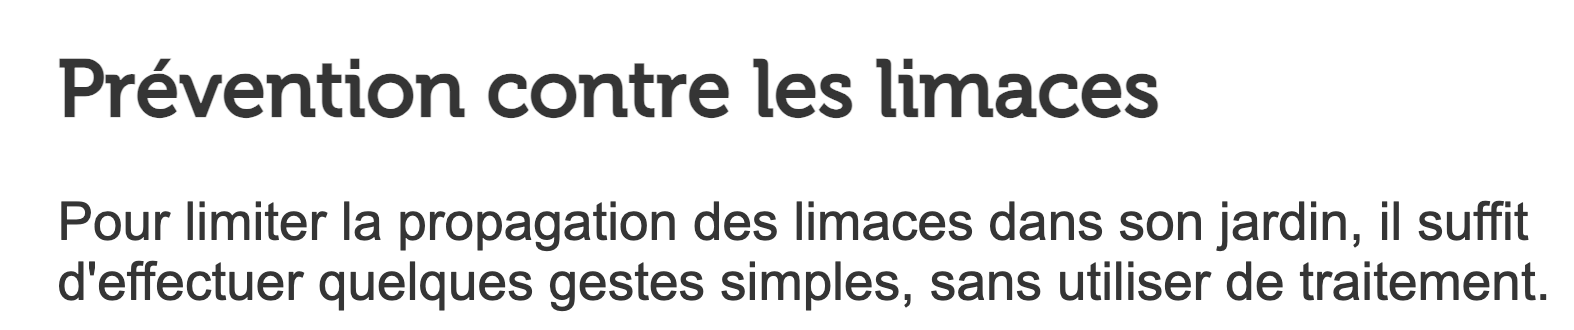 Prévention contre les limaces
Pour limiter la propagation des limaces dans son jardin, il suffit
d'effectuer quelques gestes simples, sans utiliser de traitement.